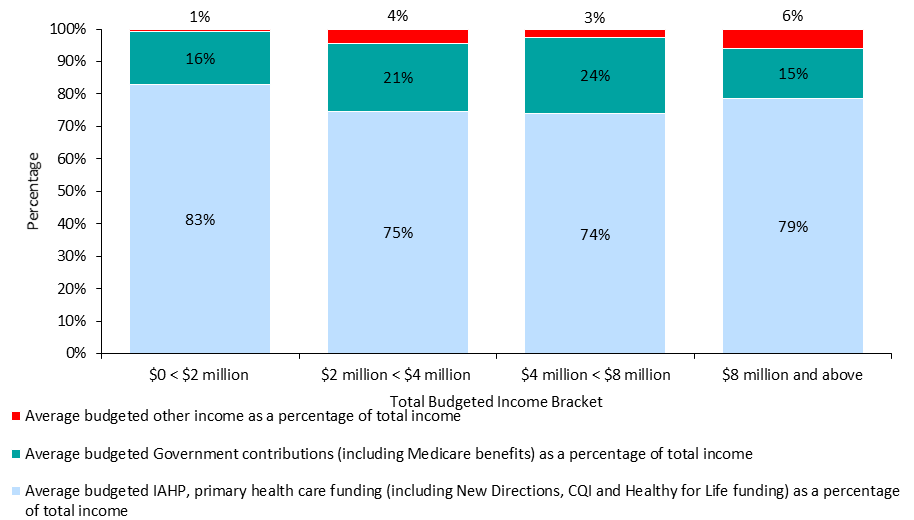 1%
4%
3%
6%
100%
90%
80%
70%
60%
50%
40%
30%
20%
10%
0%
Percentage
16%
21%
24%
15%
83%
75%
74%
79%
$0 < $2 million
$2 million < $4 million
$4 million < $8 million
$8 million and above
Total Budgeted Income Bracket
Average budgeted other income as a percentage of total income
Average budgeted Government contributions (including Medicare benefits) as a percentage of total income
Average budgeted IAHP, primary health care funding (including New Directions, CQI and Healthy for Life funding) as a percentage
of total income